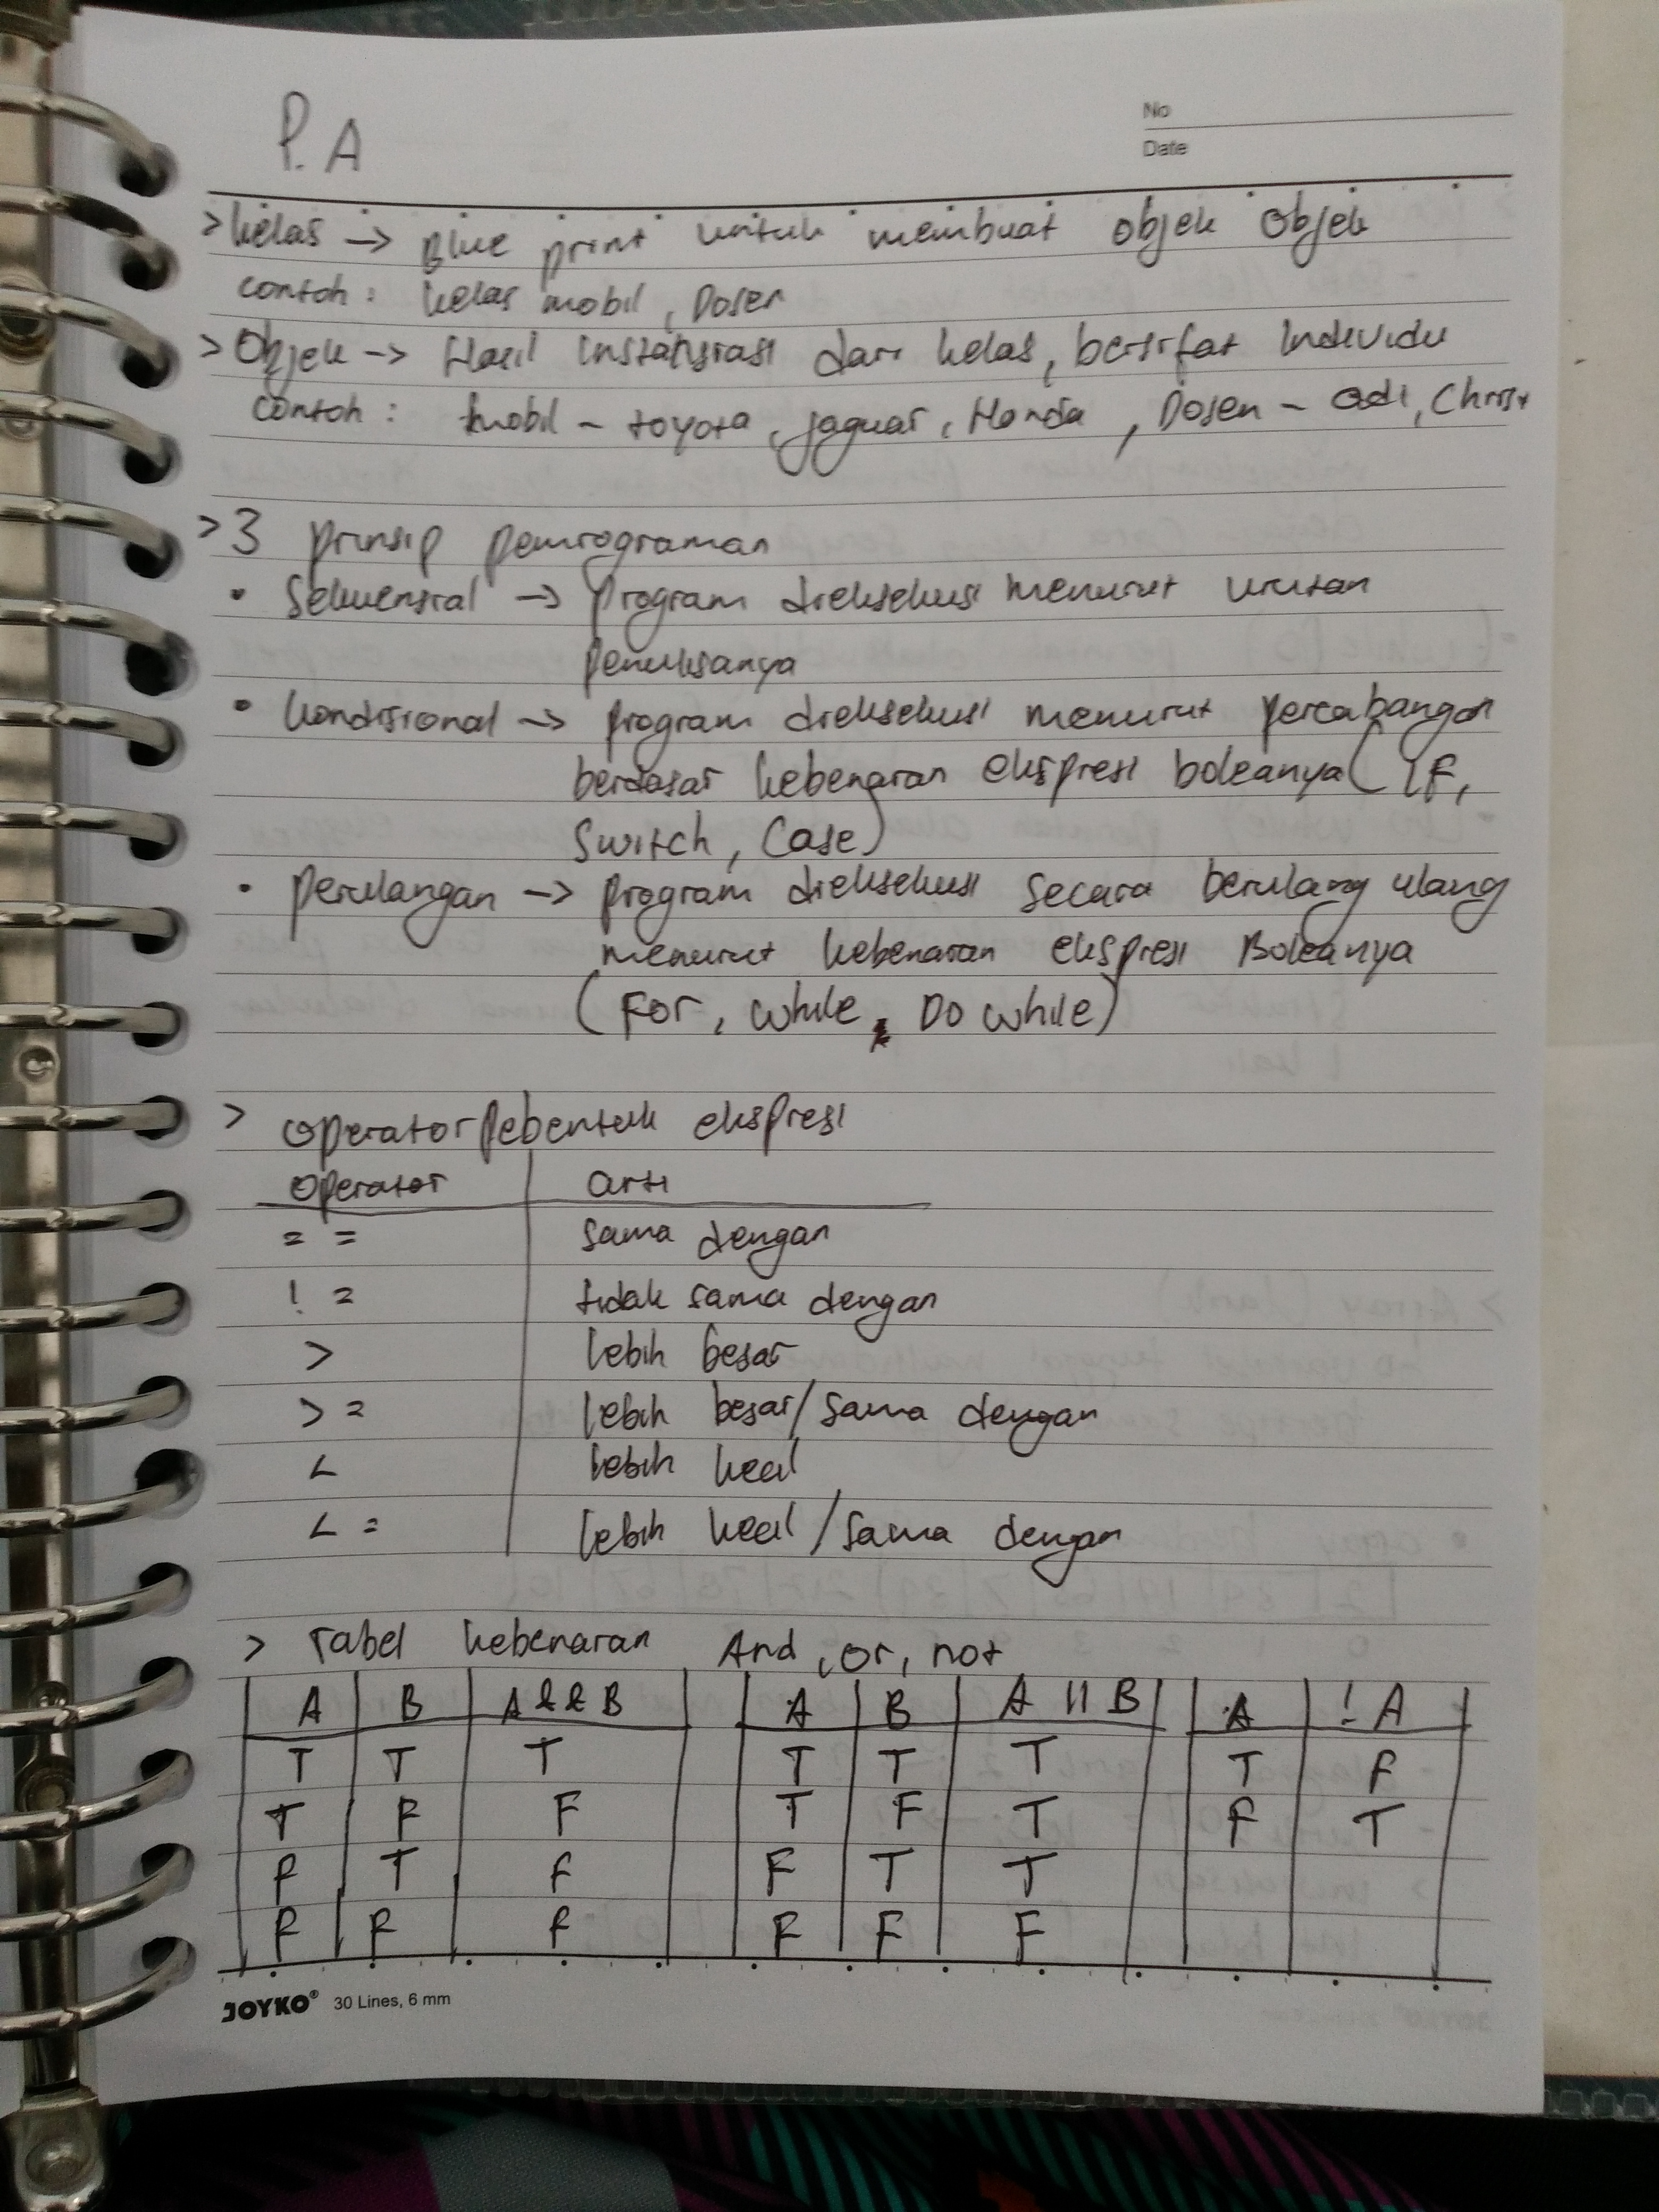 P.A
No
Date
> kelas → Blue print untuk membuat objek objek
contoh : kelas mobil, Dosen
> Objek → Hasil instansiasi dari kelas, bersifat individu
contoh : mobil - toyota, jaguar, Honda, Dosen - adi, Christ
> 3 prinsip pemrograman
• Sekuensial → program dieksekusi menurut urutan
penulisanya
• kondisional → program dieksekusi menurut percabangan
berdasar kebenaran ekspresi boleanya (IF,
Switch, Case)
• perulangan → program dieksekusi secara berulang ulang
menurut kebenaran ekspresi Boleanya
(For, while, Do while)
> operator pebentuk ekspresi
operator | arti
= = | sama dengan
! = | tidak sama dengan
> | lebih besar
> = | lebih besar/sama dengan
< | lebih kecil
< = | lebih kecil/sama dengan
> Tabel kebenaran And, or, not
A | B | A && B | A | B | A || B | A | !A
T | T | T | T | T | T | T | F
T | F | F | T | F | T | F | T
F | T | F | F | T | T
F | F | F | F | F | F
JOYKO® 30 Lines, 6 mm